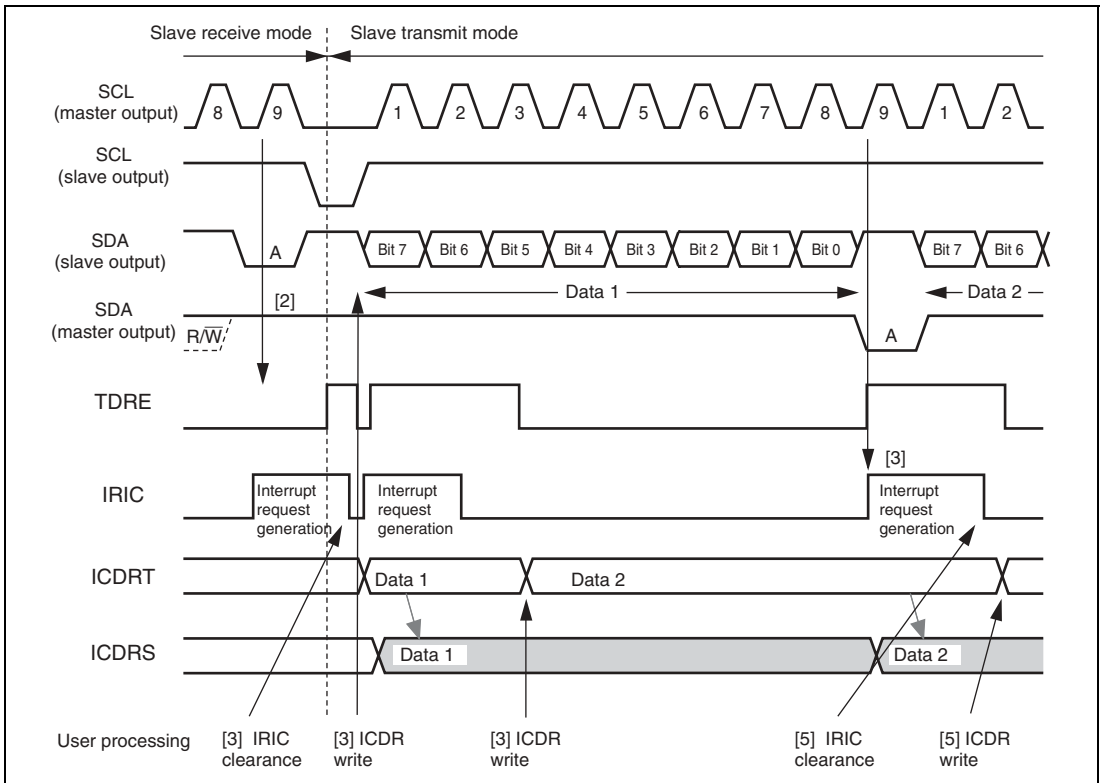 Slave receive mode Slave transmit mode
SCL
(master output)
8 9 1 2 3 4 5 6 7 8 9 1 2
SCL
(slave output)
SDA
(slave output)
A Bit 7 Bit 6 Bit 5 Bit 4 Bit 3 Bit 2 Bit 1 Bit 0 Bit 7 Bit 6
Data 1 Data 2
SDA
(master output)
[2]
R/W
A
TDRE
[3]
IRIC
Interrupt
request
generation
Interrupt
request
generation
Interrupt
request
generation
ICDRT
Data 1 Data 2
ICDRS
Data 1 Data 2
User processing
[3] IRIC
clearance
[3] ICDR
write
[3] ICDR
write
[5] IRIC
clearance
[5] ICDR
write